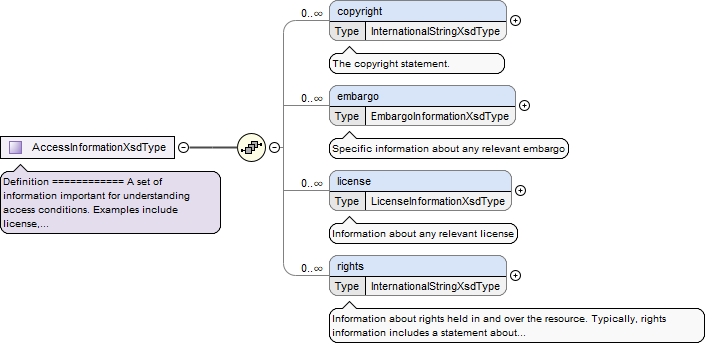 0..∞
copyright
Type InternationalStringXsdType
The copyright statement.
0..∞
embargo
Type EmbargoInformationXsdType
Specific information about any relevant embargo
AccessInformationXsdType
Definition ============ A set of
information important for understanding
access conditions. Examples include
license,...
0..∞
license
Type LicenseInformationXsdType
Information about any relevant license
0..∞
rights
Type InternationalStringXsdType
Information about rights held in and over the resource. Typically, rights
information includes a statement about...